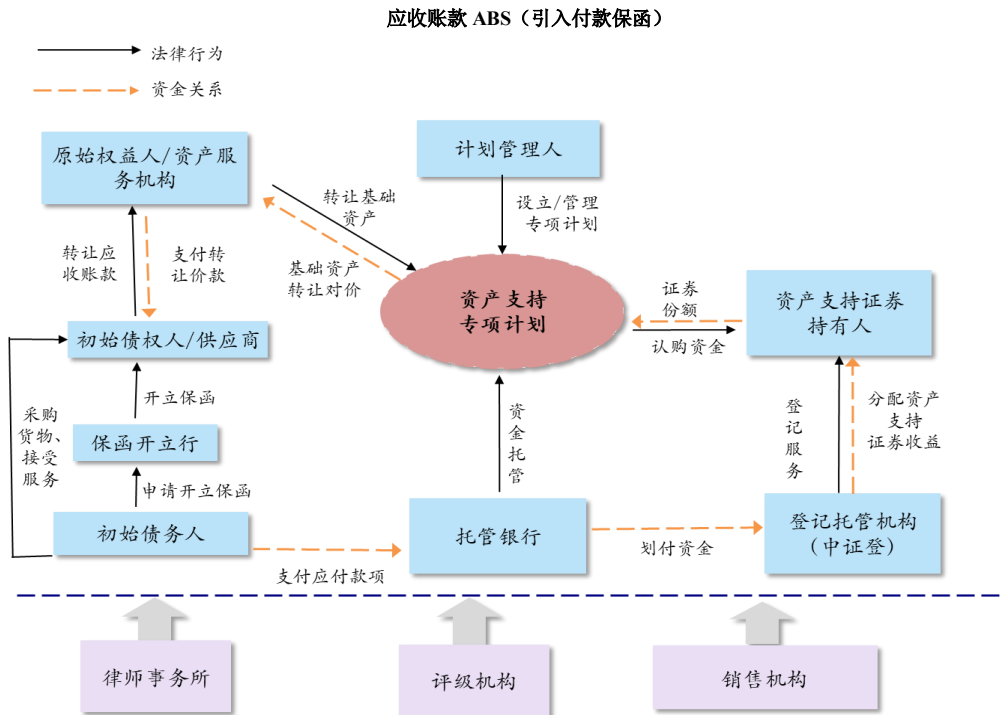 应收账款 ABS（引入付款保函）
法律行为
资金关系
原始权益人/资产服
务机构
计划管理人
转让基础
资产
设立/管理
专项计划
转让应
收账款
支付转
让价款
基础资产
转让对价
资产支持
专项计划
证券
份额
认购资金
资产支持证券
持有人
初始债权人/供应商
开立保函
采购
货物、
接受
服务
保函开立行
申请开立保函
初始债务人
资
金
托
管
登
记
服
务
分配资产
支持
证券收益
托管银行
登记托管机构
（中证登）
支付应付款项
划付资金
律师事务所
评级机构
销售机构